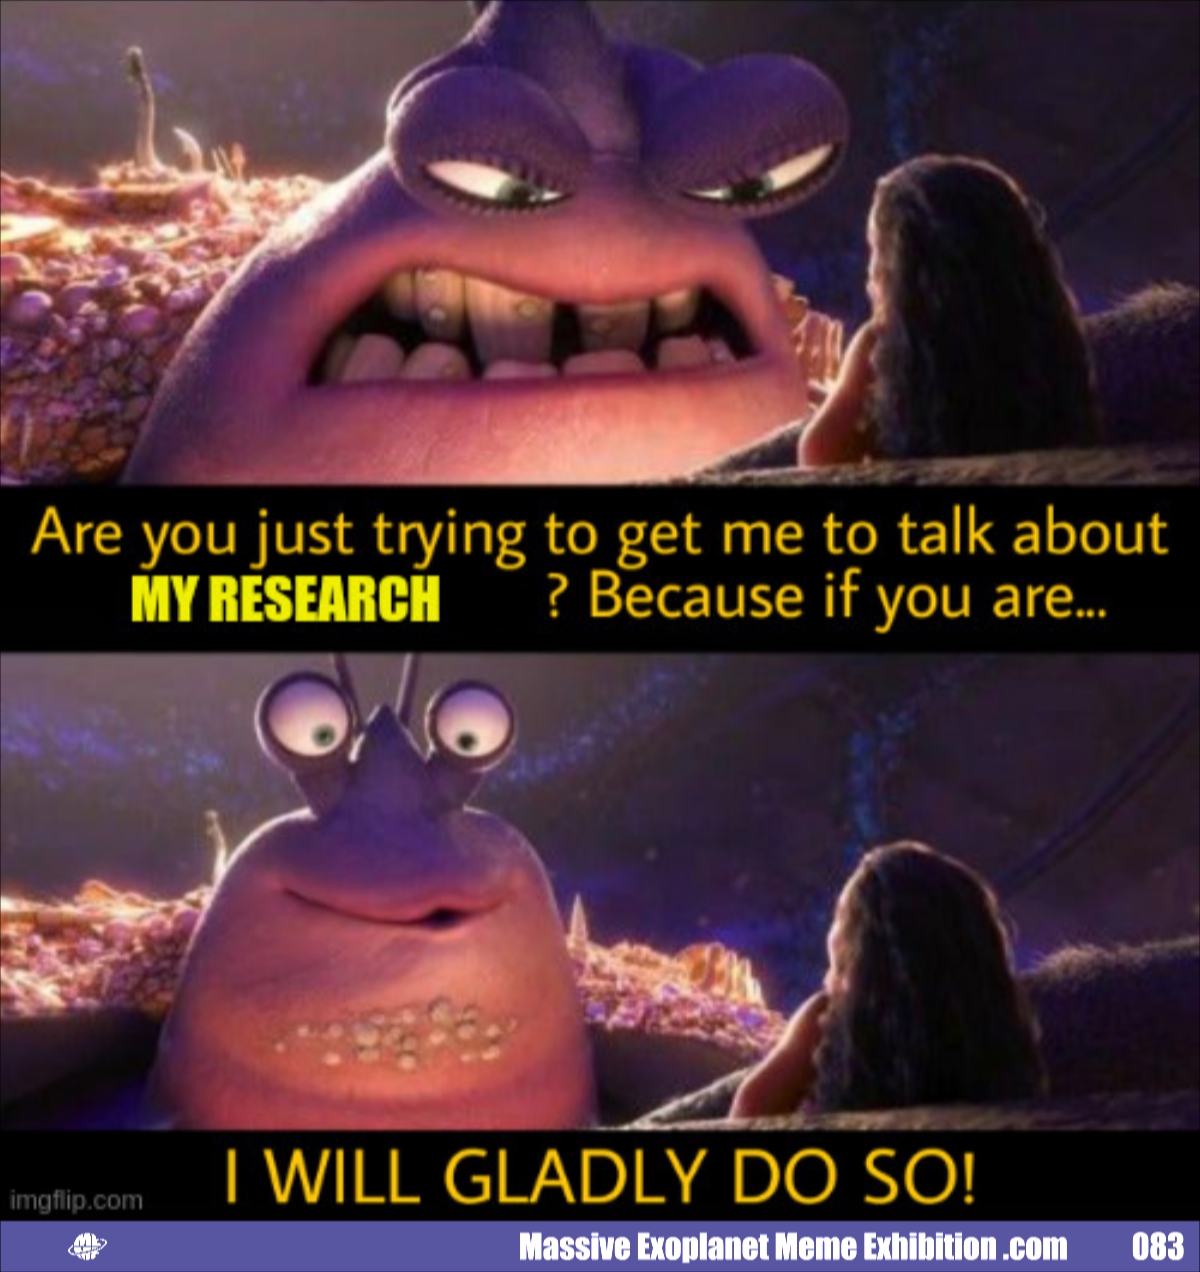 Are you just trying to get me to talk about
MY RESEARCH ? Because if you are...
I WILL GLADLY DO SO!
imgflip.com
Massive Exoplanet Meme Exhibition .com 083